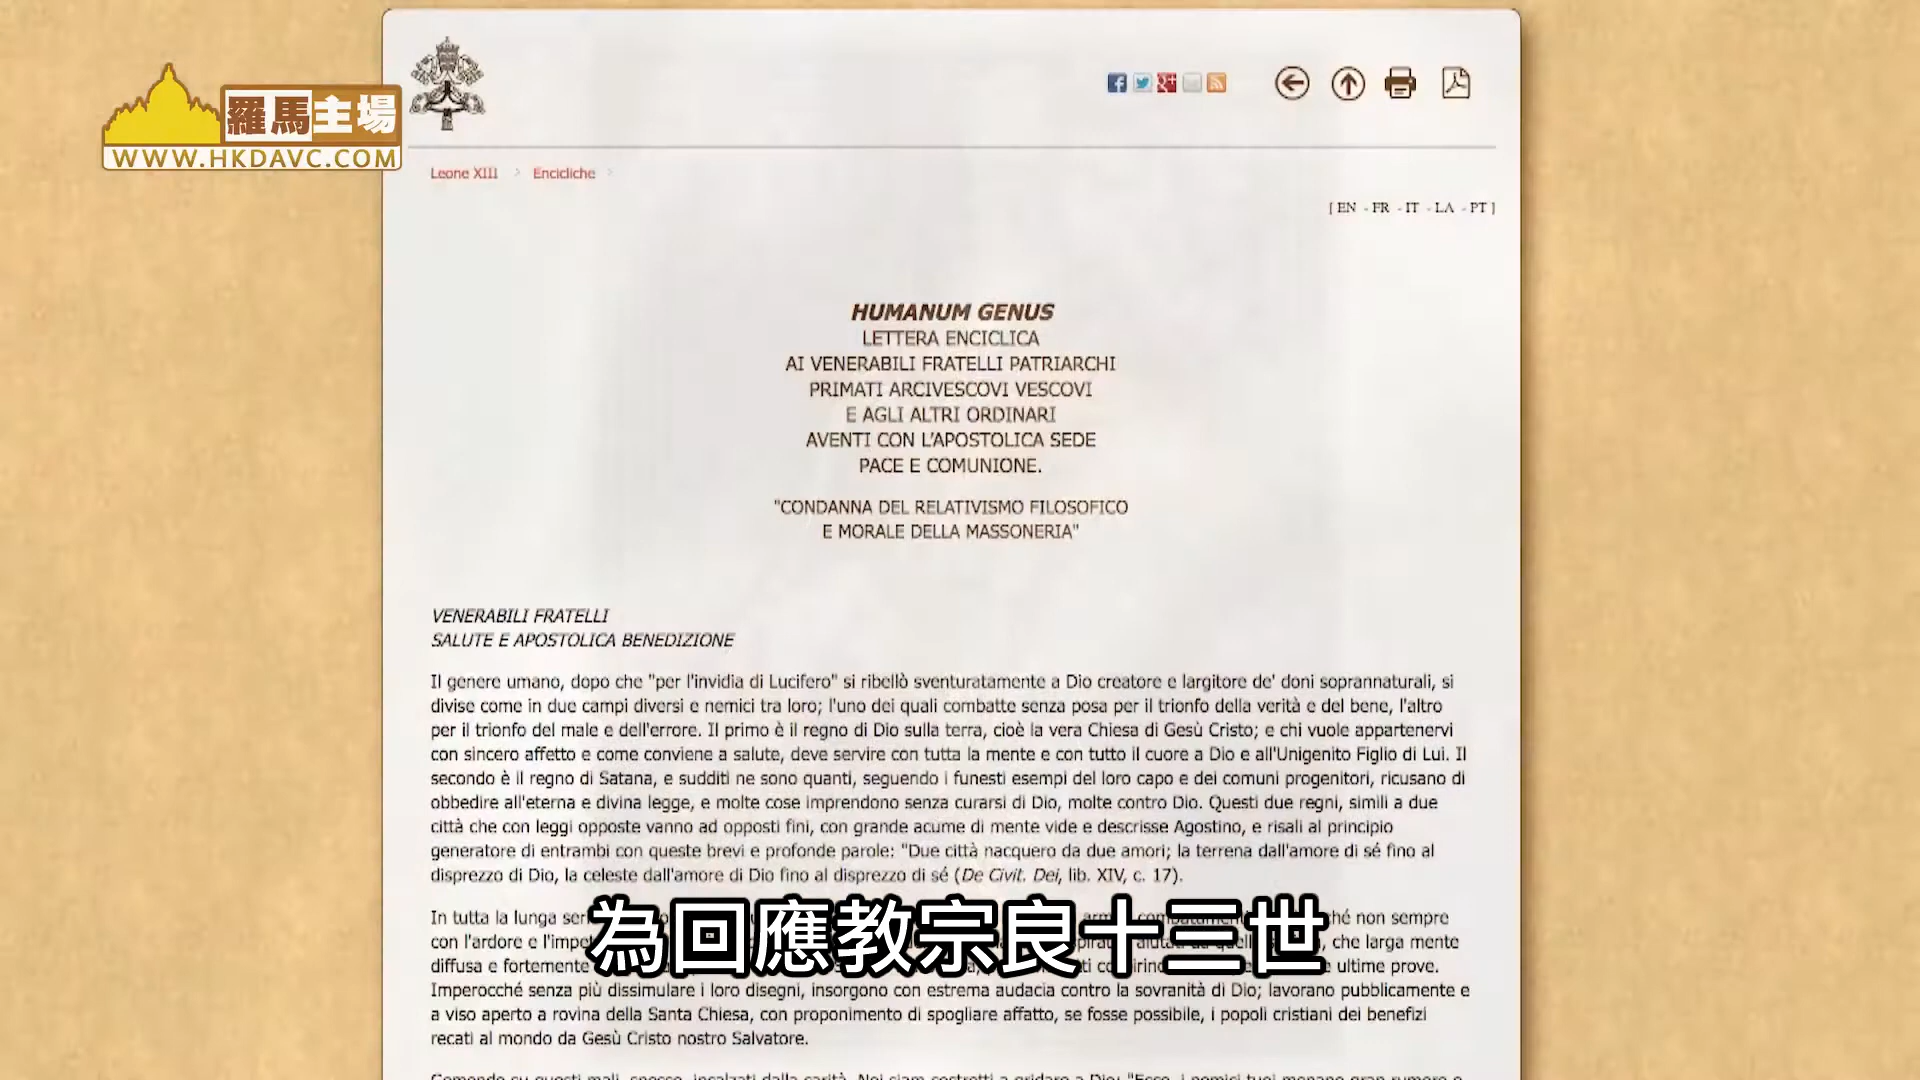 羅馬主場
WWW.HKDAVC.COM
Leone XIII > Encicliche >
[ EN - FR - IT - LA - PT ]
HUMANUM GENUS
LETTERA ENCICLICA
AI VENERABILI FRATELLI PATRIARCHI
PRIMATI ARCIVESCOVI VESCOVI
E AGLI ALTRI ORDINARI
AVENTI CON L'APOSTOLICA SEDE
PACE E COMUNIONE.
"CONDANNA DEL RELATIVISMO FILOSOFICO
E MORALE DELLA MASSONERIA"
VENERABILI FRATELLI
SALUTE E APOSTOLICA BENEDIZIONE
Il genere umano, dopo che "per l'invidia di Lucifero" si ribellò sventuratamente a Dio creatore e largitore de' doni soprannaturali, si
divise come in due campi diversi e nemici tra loro; l'uno dei quali combatte senza posa per il trionfo della verità e del bene, l'altro
per il trionfo del male e dell'errore. Il primo è il regno di Dio sulla terra, cioè la vera Chiesa di Gesù Cristo; e chi vuole appartenervi
con sincero affetto e come conviene a salute, deve servire con tutta la mente e con tutto il cuore a Dio e all'Unigenito Figlio di Lui. Il
secondo è il regno di Satana, e sudditi ne sono quanti, seguendo i funesti esempi del loro capo e dei comuni progenitori, ricusano di
obbedire all'eterna e divina legge, e molte cose imprendono senza curarsi di Dio, molte contro Dio. Questi due regni, simili a due
città che con leggi opposte vanno ad opposti fini, con grande acume di mente vide e descrisse Agostino, e risali al principio
generatore di entrambi con queste brevi e profonde parole: "Due città nacquero da due amori; la terrena dall'amore di sé fino al
disprezzo di Dio, la celeste dall'amore di Dio fino al disprezzo di sé (De Civit. Dei, lib. XIV, c. 17).
In tutta la lunga non sempre
con l'ardore e che larga mente
diffusa e fortemente ultime prove.
為回應教宗良十三世
Imperocché senza più dissimulare i loro disegni, insorgono con estrema audacia contro la sovranità di Dio; lavorano pubblicamente e
a viso aperto a rovina della Santa Chiesa, con proponimento di spogliare affatto, se fosse possibile, i popoli cristiani dei benefizi
recati al mondo da Gesù Cristo nostro Salvatore.